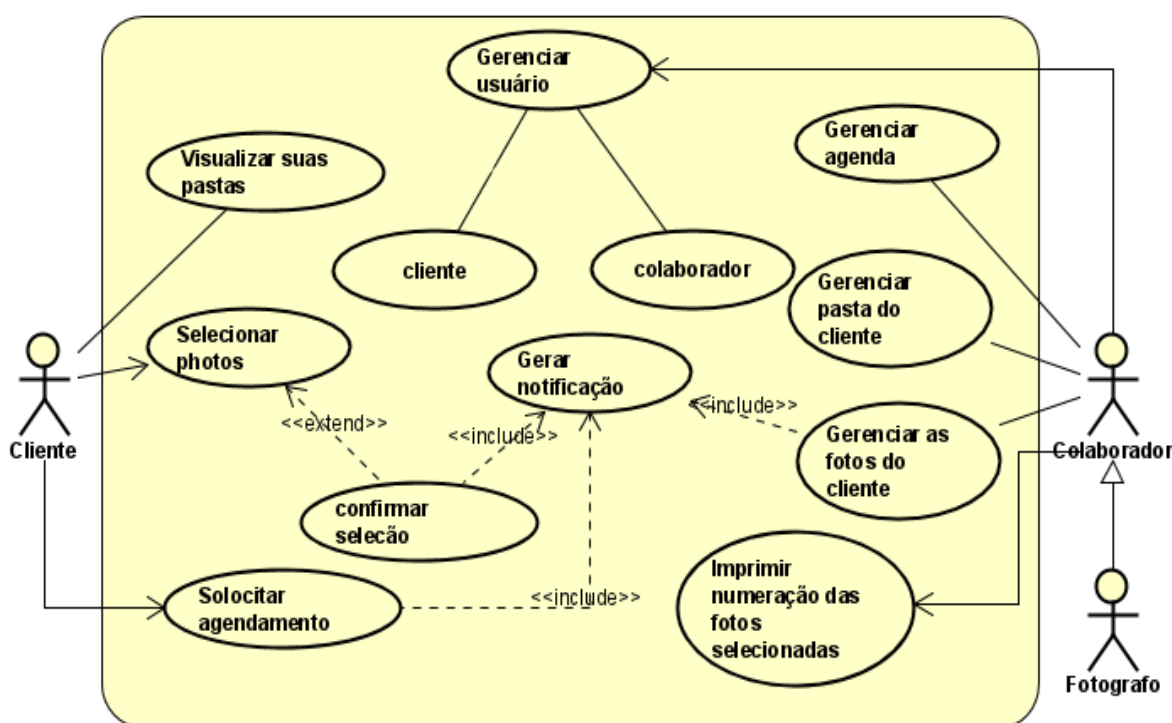 Gerenciar
usuário
Gerenciar
agenda
Visualizar suas
pastas
cliente
colaborador
Gerenciar
pasta do
cliente
Selecionar
photos
Gerar
notificação
<<extend>>
<<include>>
<<include>>
Gerenciar as
fotos do
cliente
Cliente
Colaborador
confirmar
selecão
Imprimir
numeração das
fotos
selecionadas
Solocitar
agendamento
<<include>>
Fotografo